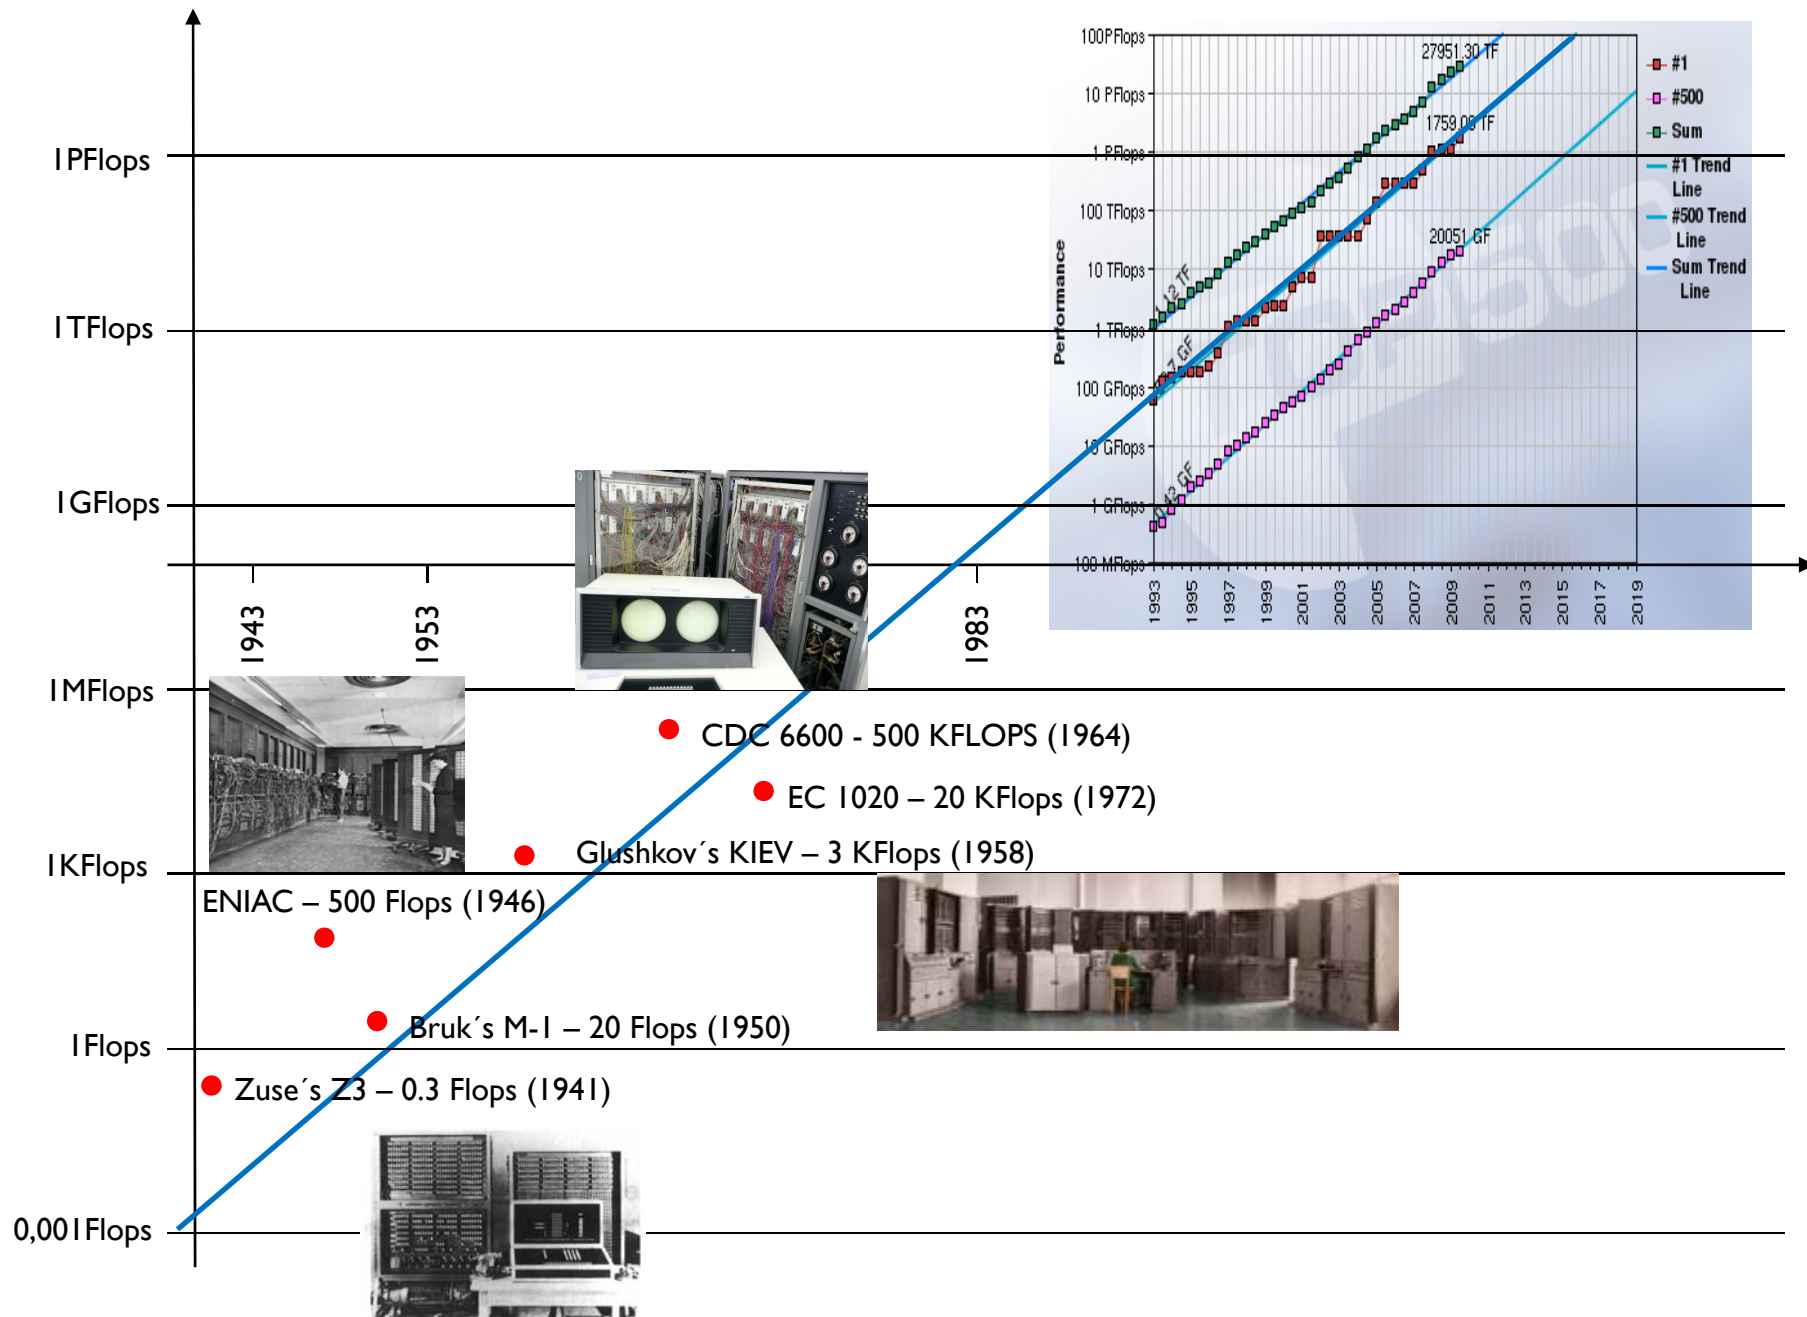 100PFlops
27951.30 TF
#1
10 PFlops
#500
1759.09 TF
Sum
1PFlops
1 PFlops
#1 Trend
Line
100 TFlops
#500 Trend
Line
20051 GF
10 TFlops
Sum Trend
Line
1.12 TF
Performance
1TFlops
1 TFlops
100 GFlops
10 GFlops
1GFlops
1 GFlops
100 MFlops
1943
1953
1983
1993
1995
1997
1999
2001
2003
2005
2007
2009
2011
2013
2015
2017
2019
1MFlops
CDC 6600 - 500 KFLOPS (1964)
EC 1020 – 20 KFlops (1972)
Glushkov´s KIEV – 3 KFlops (1958)
1KFlops
ENIAC – 500 Flops (1946)
Bruk´s M-1 – 20 Flops (1950)
1Flops
Zuse´s Z3 – 0.3 Flops (1941)
0,001Flops